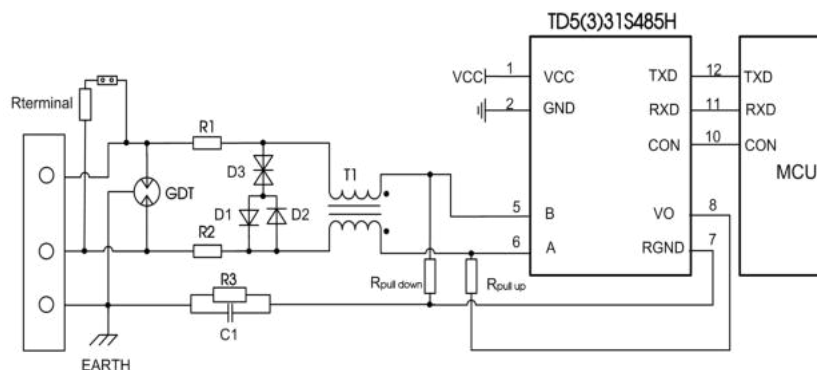 TD5(3)31S485H
VCC 1 VCC TXD 12 TXD
2 GND RXD 11 RXD
CON 10 CON
MCU
Rterminal
R1
D3
T1
GDT
D1 D2
5 B VO 8
R2
6 A RGND 7
R3
Rpull down
Rpull up
C1
EARTH